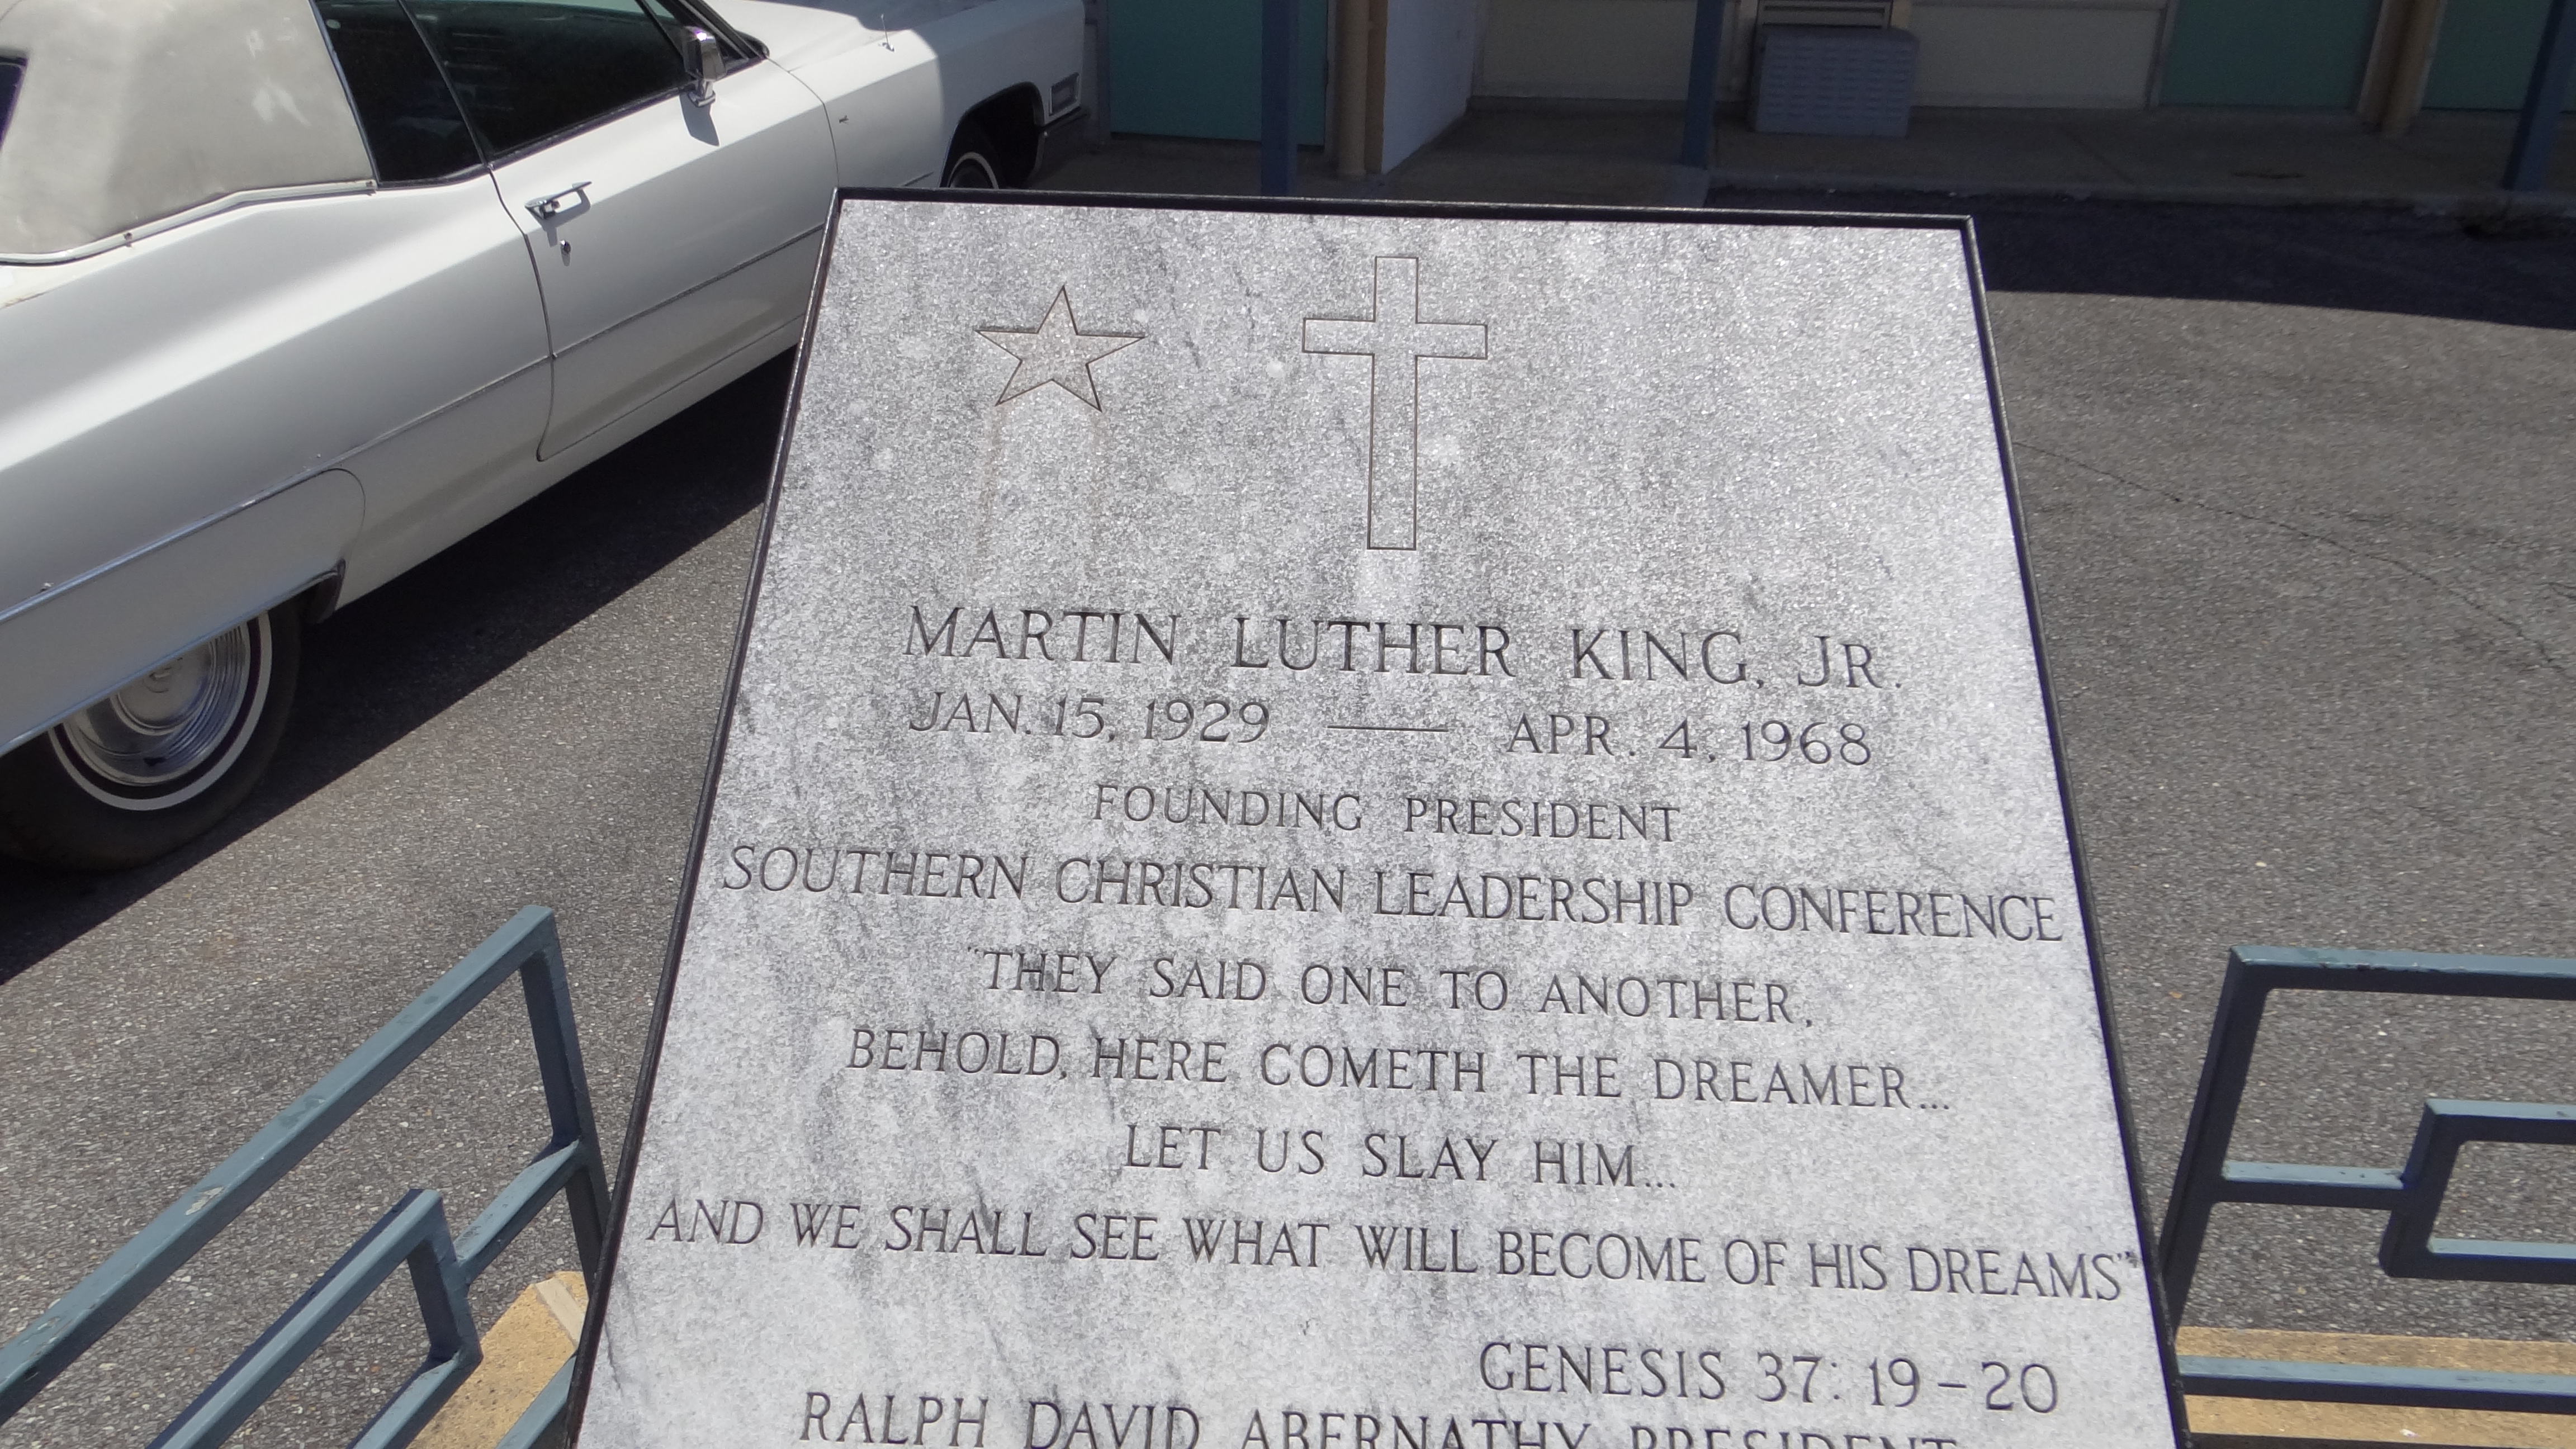 MARTIN LUTHER KING, JR.
JAN. 15, 1929 — APR. 4, 1968
FOUNDING PRESIDENT
SOUTHERN CHRISTIAN LEADERSHIP CONFERENCE
"THEY SAID ONE TO ANOTHER,
BEHOLD, HERE COMETH THE DREAMER...
LET US SLAY HIM...
AND WE SHALL SEE WHAT WILL BECOME OF HIS DREAMS"
GENESIS 37: 19-20
RALPH DAVID ABERNATHY PRESIDENT